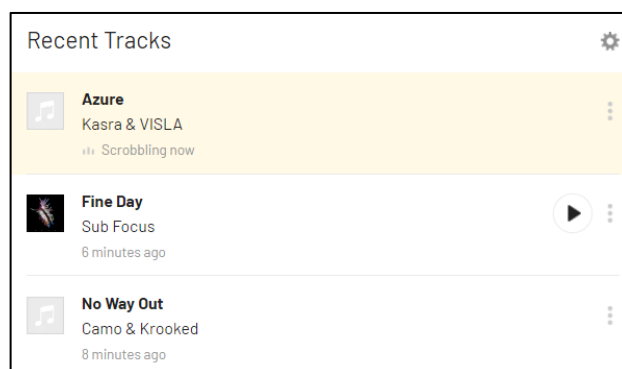 Recent Tracks
Azure
Kasra & VISLA
Scrobbling now
Fine Day
Sub Focus
6 minutes ago
No Way Out
Camo & Krooked
8 minutes ago